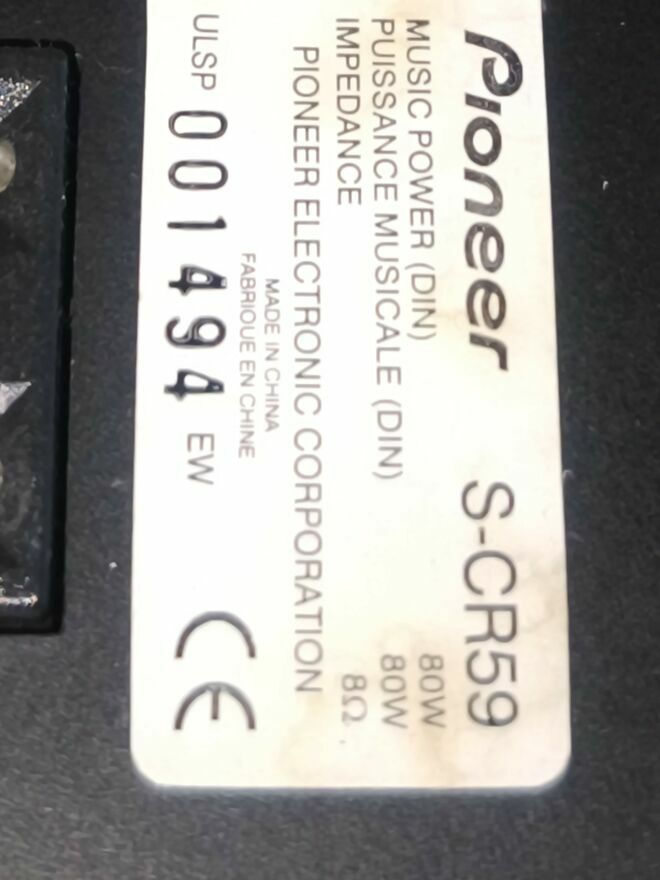 Pioneer S-CR59
MUSIC POWER (DIN) 80W
PUISSANCE MUSICALE (DIN) 80W
IMPEDANCE 8Ω
PIONEER ELECTRONIC CORPORATION
MADE IN CHINA
FABRIQUE EN CHINE
ULSP 001494 EW CE